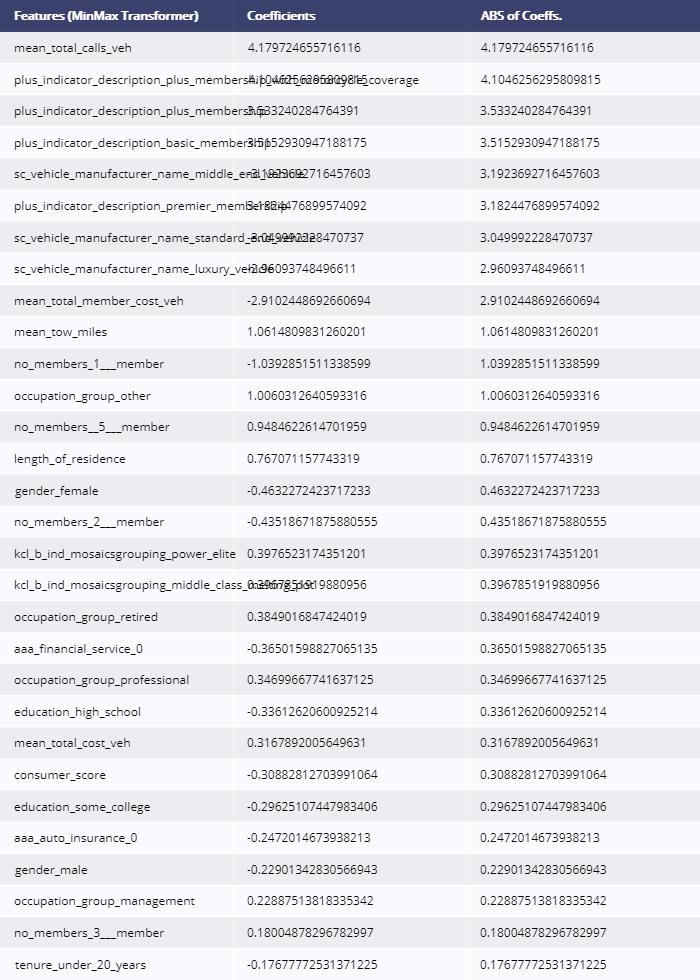 Features (MinMax Transformer) Coefficients ABS of Coeffs.
mean_total_calls_veh 4.179724655716116 4.179724655716116
plus_indicator_description_plus_membership_with_motorcycle_coverage 4.1046256295809815 4.1046256295809815
plus_indicator_description_plus_membership 3.533240284764391 3.533240284764391
plus_indicator_description_basic_membership 3.5152930947188175 3.5152930947188175
sc_vehicle_manufacturer_name_middle_end_vehicle -3.1923692716457603 3.1923692716457603
plus_indicator_description_premier_membership 3.1824476899574092 3.1824476899574092
sc_vehicle_manufacturer_name_standard_end_vehicle -3.049992228470737 3.049992228470737
sc_vehicle_manufacturer_name_luxury_vehicle -2.96093748496611 2.96093748496611
mean_total_member_cost_veh -2.9102448692660694 2.9102448692660694
mean_tow_miles 1.0614809831260201 1.0614809831260201
no_members_1___member -1.0392851511338599 1.0392851511338599
occupation_group_other 1.0060312640593316 1.0060312640593316
no_members__5___member 0.9484622614701959 0.9484622614701959
length_of_residence 0.767071157743319 0.767071157743319
gender_female -0.4632272423717233 0.4632272423717233
no_members_2___member -0.43518671875880555 0.43518671875880555
kcl_b_ind_mosaicsgrouping_power_elite 0.3976523174351201 0.3976523174351201
kcl_b_ind_mosaicsgrouping_middle_class_melting_pot 0.3967851919880956 0.3967851919880956
occupation_group_retired 0.3849016847424019 0.3849016847424019
aaa_financial_service_0 -0.36501598827065135 0.36501598827065135
occupation_group_professional 0.34699667741637125 0.34699667741637125
education_high_school -0.33612620600925214 0.33612620600925214
mean_total_cost_veh 0.3167892005649631 0.3167892005649631
consumer_score -0.30882812703991064 0.30882812703991064
education_some_college -0.29625107447983406 0.29625107447983406
aaa_auto_insurance_0 -0.2472014673938213 0.2472014673938213
gender_male -0.22901342830566943 0.22901342830566943
occupation_group_management 0.22887513818335342 0.22887513818335342
no_members_3___member 0.18004878296782997 0.18004878296782997
tenure_under_20_years -0.17677772531371225 0.17677772531371225